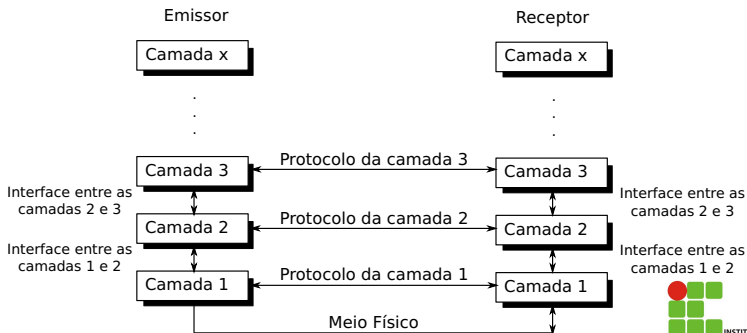 Emissor
Receptor
Camada x
Camada x
.
.
.
.
.
.
Protocolo da camada 3
Camada 3
Camada 3
Interface entre as
camadas 2 e 3
Interface entre as
camadas 2 e 3
Protocolo da camada 2
Camada 2
Camada 2
Interface entre as
camadas 1 e 2
Interface entre as
camadas 1 e 2
Protocolo da camada 1
Camada 1
Camada 1
Meio Físico